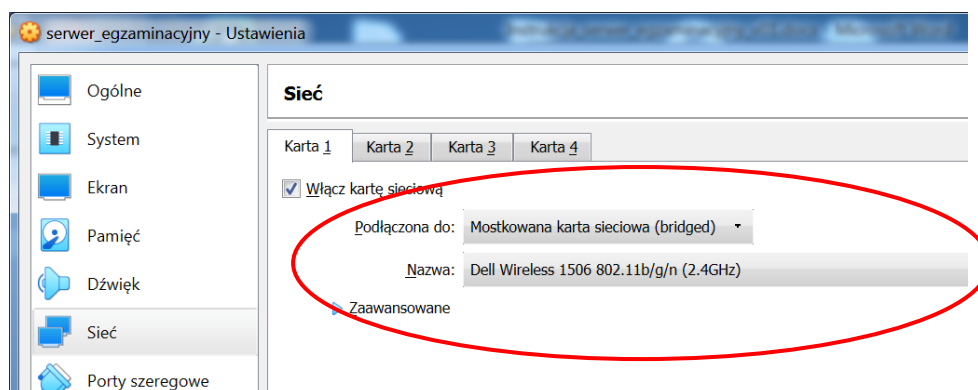 serwer_egzaminacyjny - Ustawienia
Ogólne
System
Ekran
Pamięć
Dźwięk
Sieć
Porty szeregowe
Sieć
Karta 1 Karta 2 Karta 3 Karta 4
Włącz kartę sieciową
Podłączona do: Mostkowana karta sieciowa (bridged)
Nazwa: Dell Wireless 1506 802.11b/g/n (2.4GHz)
Zaawansowane